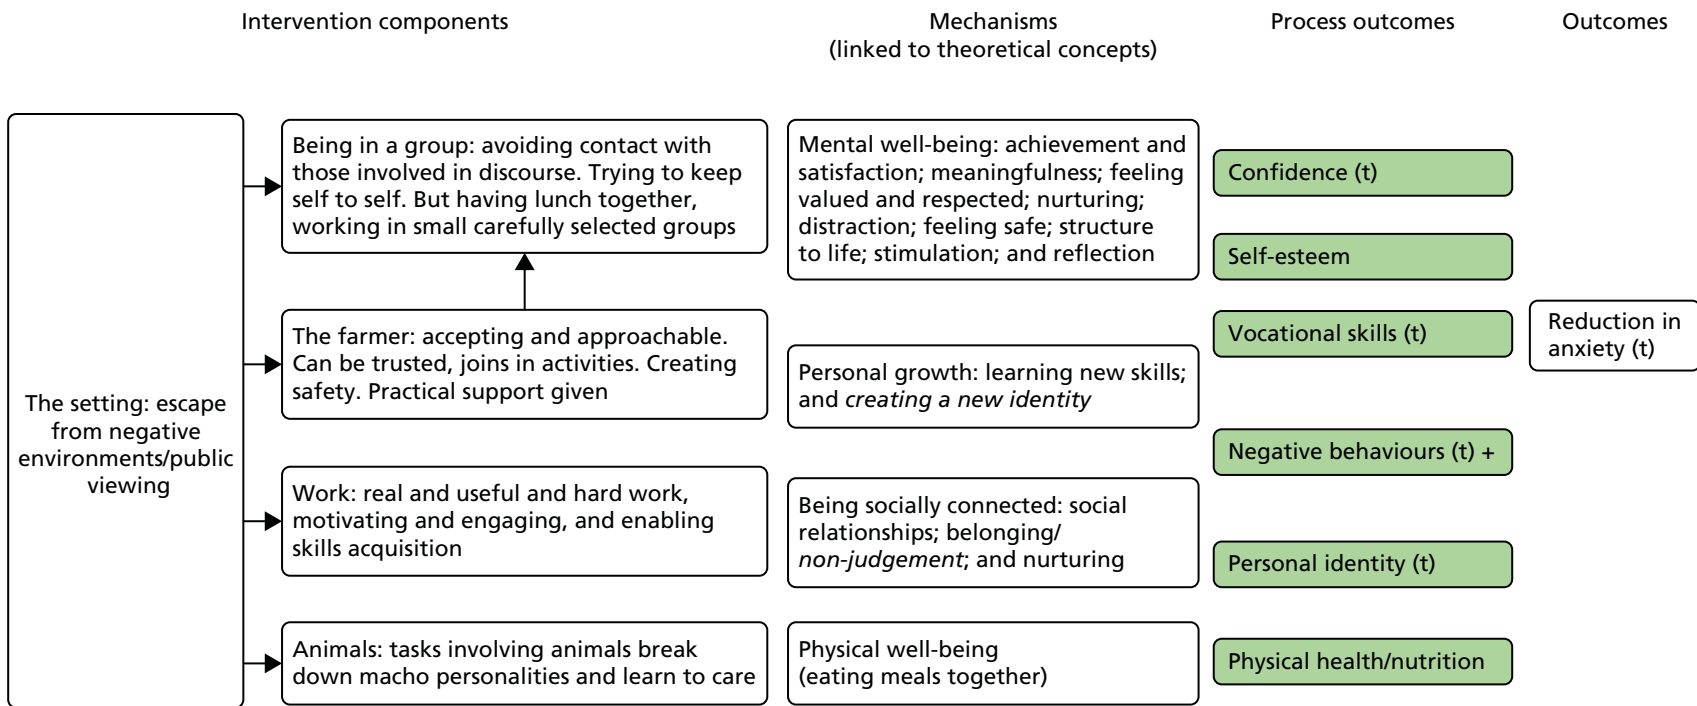 Intervention components
Mechanisms
(linked to theoretical concepts)
Process outcomes
Outcomes
The setting: escape
from negative
environments/public
viewing
Being in a group: avoiding contact with
those involved in discourse. Trying to keep
self to self. But having lunch together,
working in small carefully selected groups
The farmer: accepting and approachable.
Can be trusted, joins in activities. Creating
safety. Practical support given
Work: real and useful and hard work,
motivating and engaging, and enabling
skills acquisition
Animals: tasks involving animals break
down macho personalities and learn to care
Mental well-being: achievement and
satisfaction; meaningfulness; feeling
valued and respected; nurturing;
distraction; feeling safe; structure
to life; stimulation; and reflection
Personal growth: learning new skills;
and creating a new identity
Being socially connected: social
relationships; belonging/
non-judgement; and nurturing
Physical well-being
(eating meals together)
Confidence (t)
Self-esteem
Vocational skills (t)
Negative behaviours (t) +
Personal identity (t)
Physical health/nutrition
Reduction in
anxiety (t)